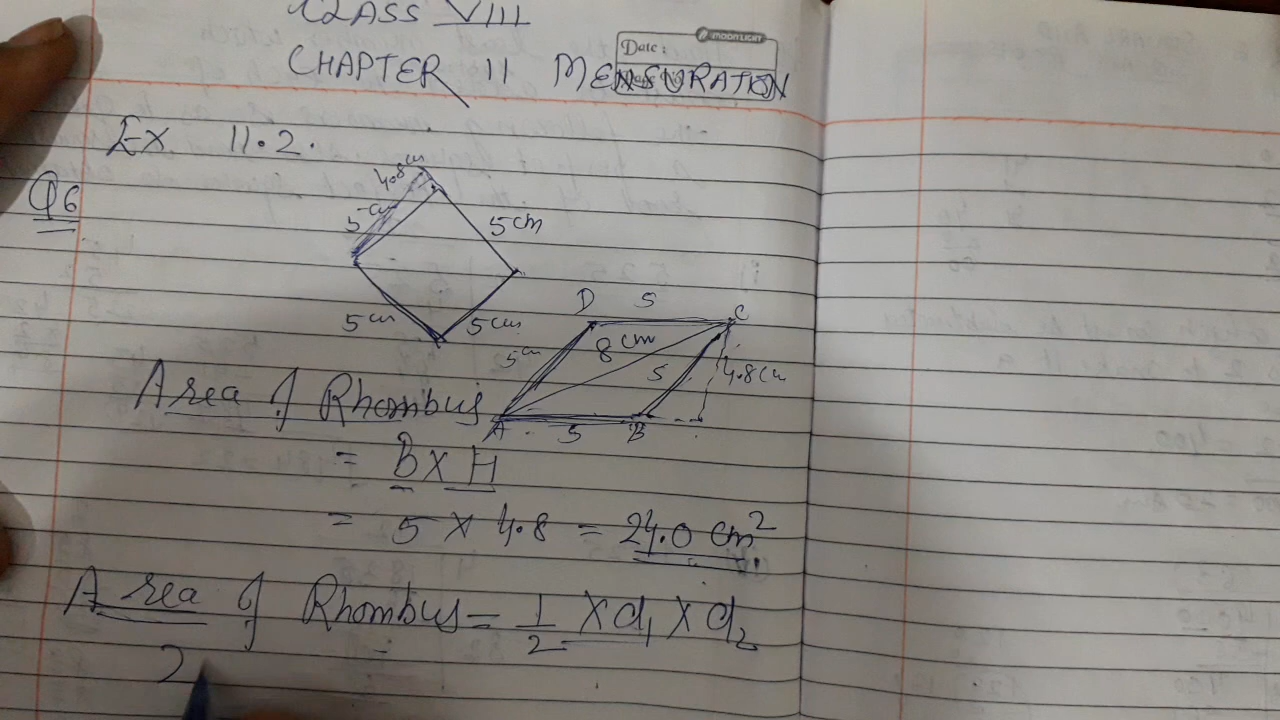 CLASS VIII
MOONLIGHT
Date :
CHAPTER 11 MENSURATION
Ex 11.2.
Q6
4.8 cm
5 cm
5 cm
5 cm
5 cm
D 5 C
5 cm
8 cm
5
4.8 cm
A 5 B
Area of Rhombus
= B X H
= 5 X 4.8 = 24.0 cm²
Area of Rhombus = 1/2 X d₁ X d₂
2